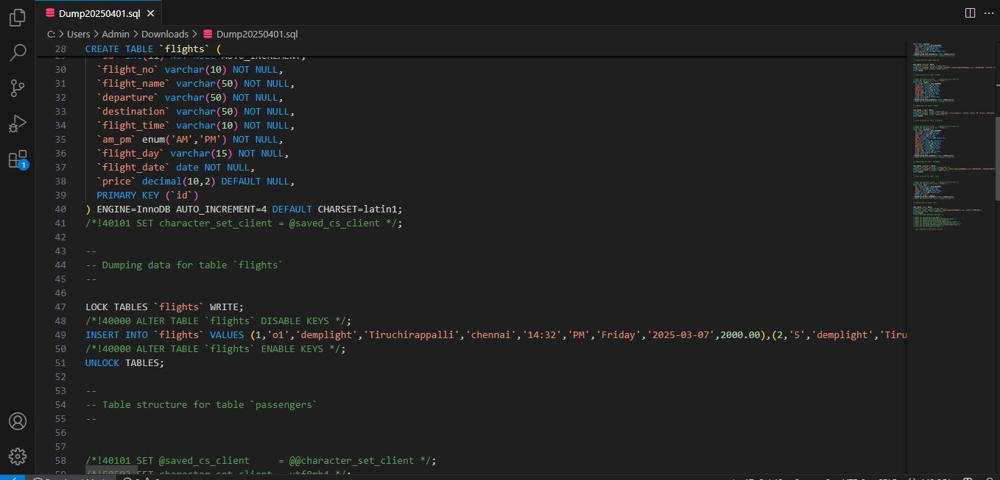 Dump20250401.sql
C: > Users > Admin > Downloads > Dump20250401.sql
28 CREATE TABLE `flights` (
30 `flight_no` varchar(10) NOT NULL,
31 `flight_name` varchar(50) NOT NULL,
32 `departure` varchar(50) NOT NULL,
33 `destination` varchar(50) NOT NULL,
34 `flight_time` varchar(10) NOT NULL,
35 `am_pm` enum('AM','PM') NOT NULL,
36 `flight_day` varchar(15) NOT NULL,
37 `flight_date` date NOT NULL,
38 `price` decimal(10,2) DEFAULT NULL,
39 PRIMARY KEY (`id`)
40 ) ENGINE=InnoDB AUTO_INCREMENT=4 DEFAULT CHARSET=latin1;
41 /*!40101 SET character_set_client = @saved_cs_client */;
42
43 --
44 -- Dumping data for table `flights`
45 --
46
47 LOCK TABLES `flights` WRITE;
48 /*!40000 ALTER TABLE `flights` DISABLE KEYS */;
49 INSERT INTO `flights` VALUES (1,'o1','demplight','Tiruchirappalli','chennai','14:32','PM','Friday','2025-03-07',2000.00),(2,'5','demplight','Tiru
50 /*!40000 ALTER TABLE `flights` ENABLE KEYS */;
51 UNLOCK TABLES;
52
53 --
54 -- Table structure for table `passengers`
55 --
56
57
58 /*!40101 SET @saved_cs_client     = @@character_set_client */;
1